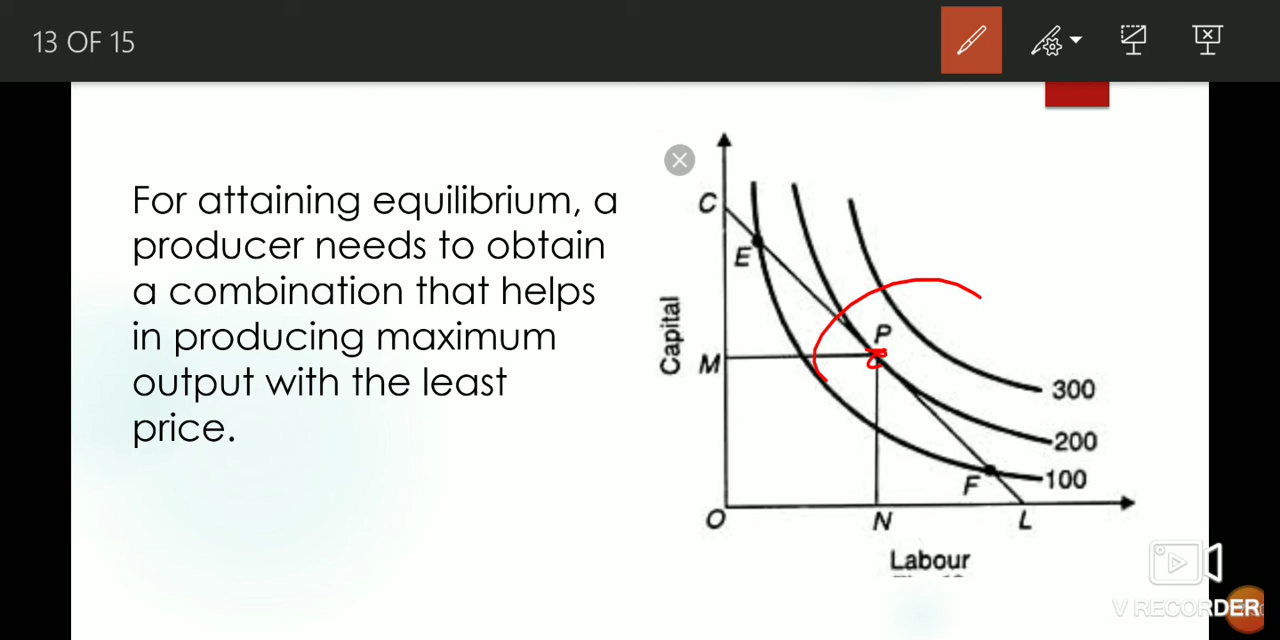 13 OF 15
For attaining equilibrium, a
producer needs to obtain
a combination that helps
in producing maximum
output with the least
price.
C
E
P
Capital
M
300
200
100
F
O
N
L
Labour
V RECORDER